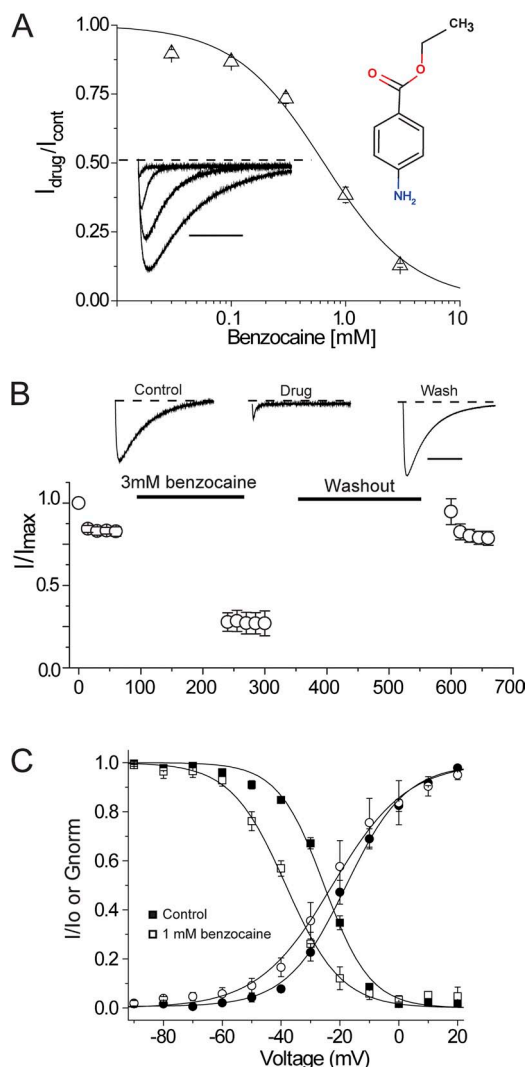 A
CH3
O
O
NH2
Idrug/Icont
1.00
0.75
0.50
0.25
0.00
0.1
1.0
10
Benzocaine [mM]
B
Control
Drug
Wash
3mM benzocaine
Washout
I/Imax
1.0
0.5
0.0
0
100
200
300
400
500
600
700
C
I/Io or Gnorm
1.0
0.8
0.6
0.4
0.2
0.0
Control
1 mM benzocaine
-80
-60
-40
-20
0
20
Voltage (mV)